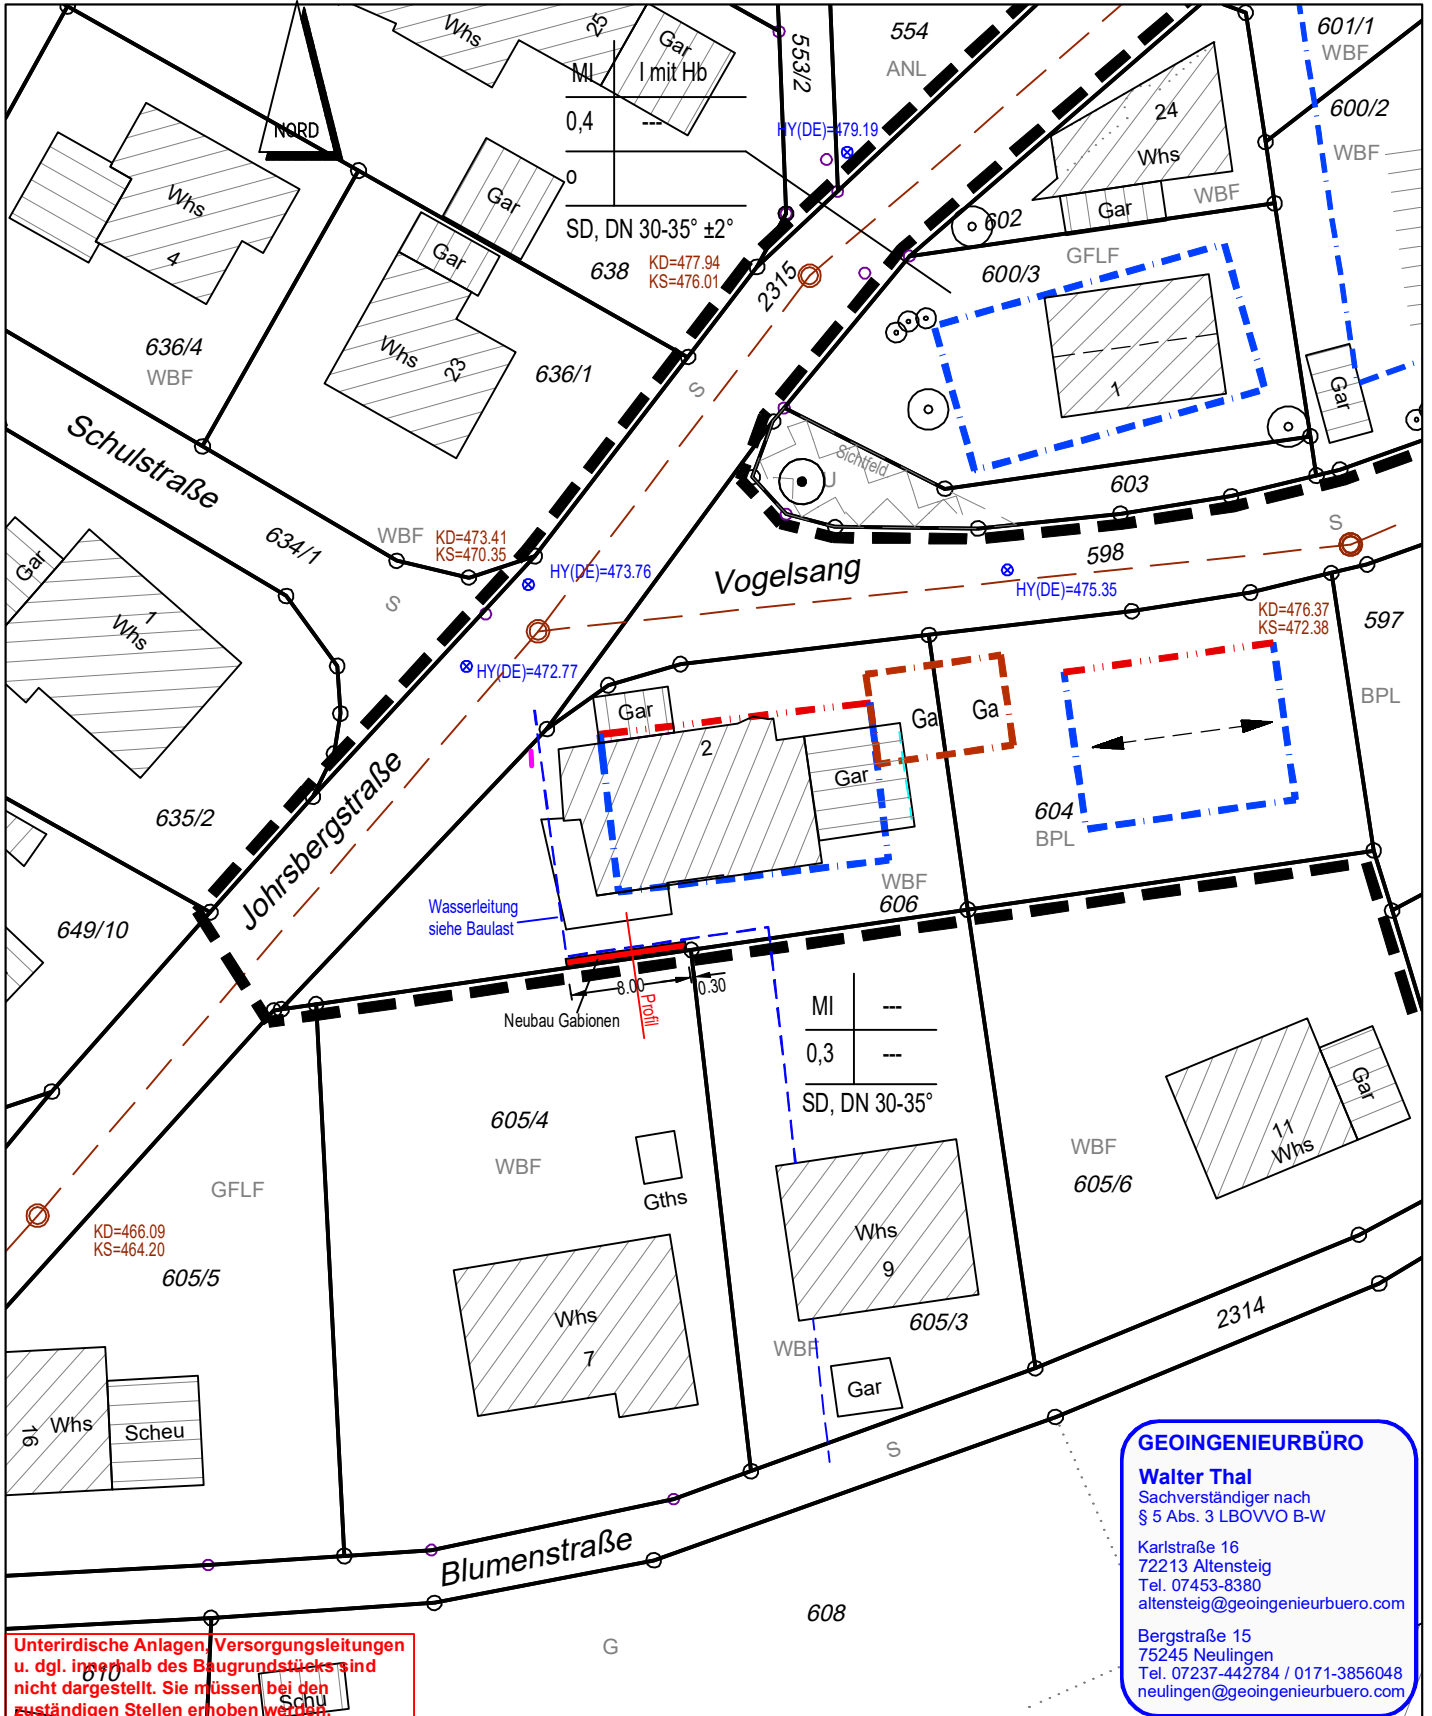 Whs
25
Gar
MI
I mit Hb
0,4
---
o
SD, DN 30-35° ±2°
553/2
554
ANL
HY(DE)=479.19
24
Whs
Gar
WBF
601/1
WBF
600/2
WBF
NORD
Whs
4
Gar
Gar
Whs
23
638
KD=477.94
KS=476.01
2315
602
GFLF
600/3
1
Gar
636/4
WBF
636/1
S
Sichtfeld
U
603
S
Schulstraße
634/1
WBF
KD=473.41
KS=470.35
S
HY(DE)=473.76
HY(DE)=472.77
Vogelsang
HY(DE)=475.35
598
KD=476.37
KS=472.38
597
BPL
Gar
1
Whs
635/2
Johrsbergstraße
Gar
2
Gar
Ga
Ga
604
BPL
649/10
Wasserleitung
siehe Baulast
WBF
606
8.00
0.30
Profil
Neubau Gabionen
MI
---
0,3
---
SD, DN 30-35°
605/4
WBF
Gths
GFLF
KD=466.09
KS=464.20
605/5
Whs
7
Whs
9
605/3
WBF
Gar
WBF
605/6
11
Whs
Gar
2314
16
Whs
Scheu
S
Blumenstraße
608
G
610
Schu
Unterirdische Anlagen, Versorgungsleitungen
u. dgl. innerhalb des Baugrundstücks sind
nicht dargestellt. Sie müssen bei den
zuständigen Stellen erhoben werden.
GEOINGENIEURBÜRO
Walter Thal
Sachverständiger nach
§ 5 Abs. 3 LBOVVO B-W
Karlstraße 16
72213 Altensteig
Tel. 07453-8380
altensteig@geoingenieurbuero.com
Bergstraße 15
75245 Neulingen
Tel. 07237-442784 / 0171-3856048
neulingen@geoingenieurbuero.com